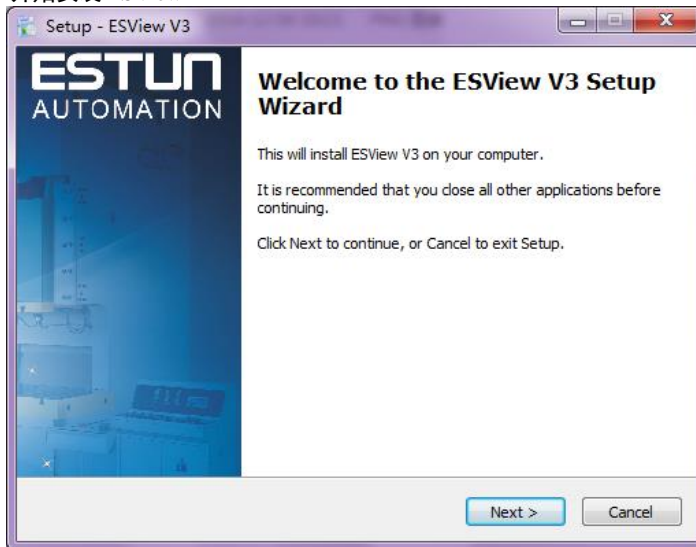 Setup - ESView V3
ESTUN
AUTOMATION
Welcome to the ESView V3 Setup
Wizard
This will install ESView V3 on your computer.
It is recommended that you close all other applications before
continuing.
Click Next to continue, or Cancel to exit Setup.
Next >
Cancel